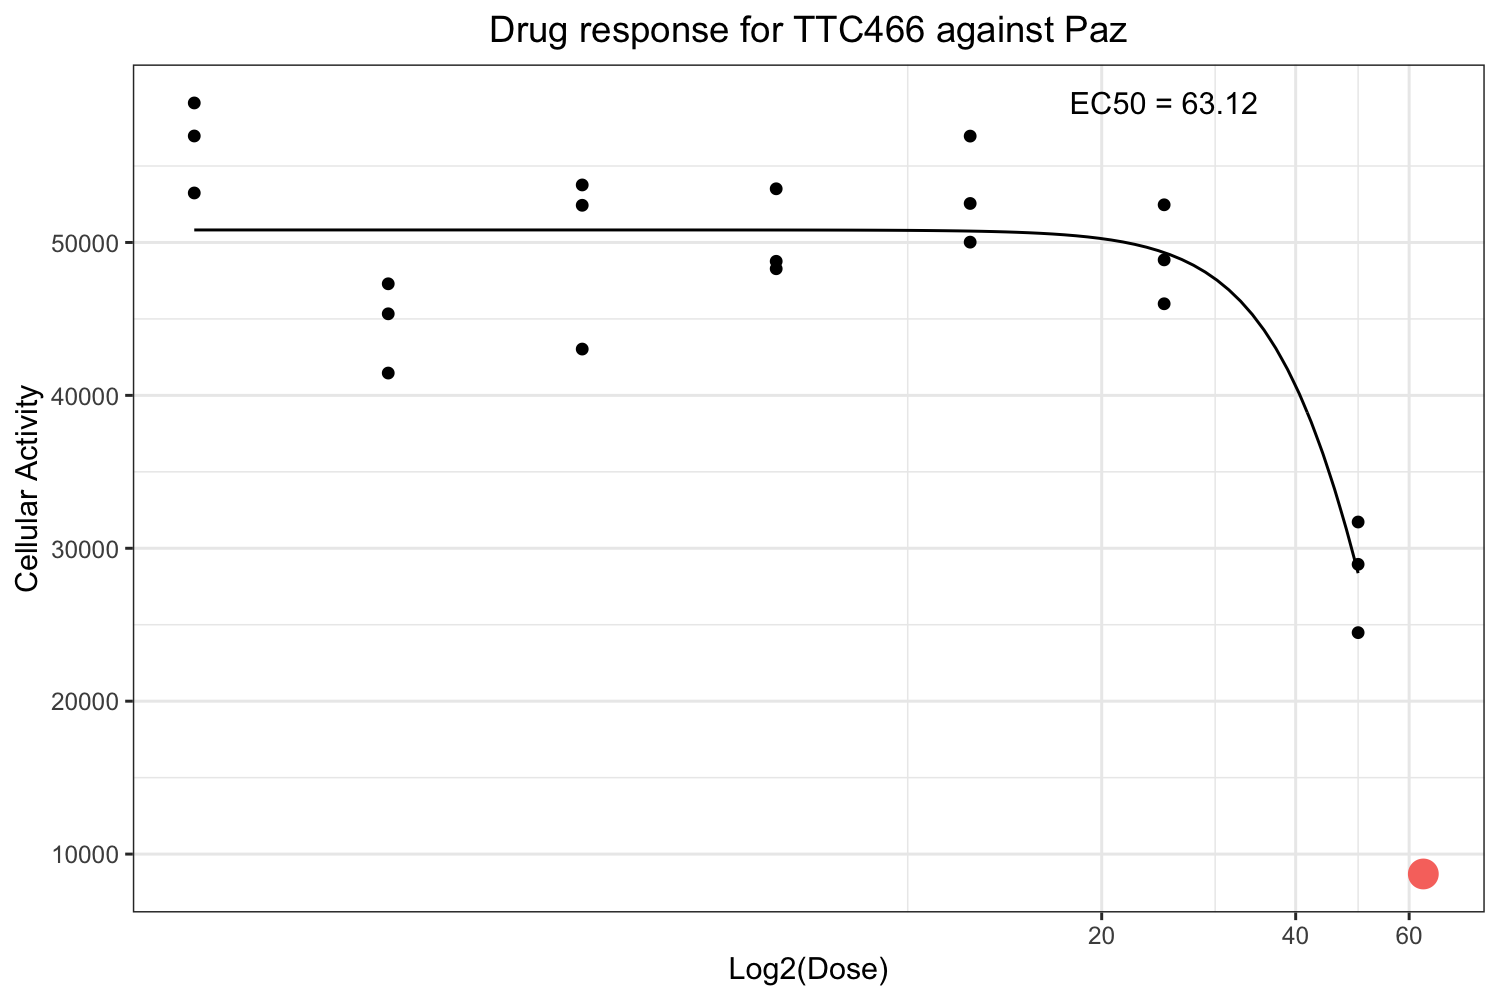 Drug response for TTC466 against Paz
EC50 = 63.12
Cellular Activity
50000
40000
30000
20000
10000
20
40
60
Log2(Dose)